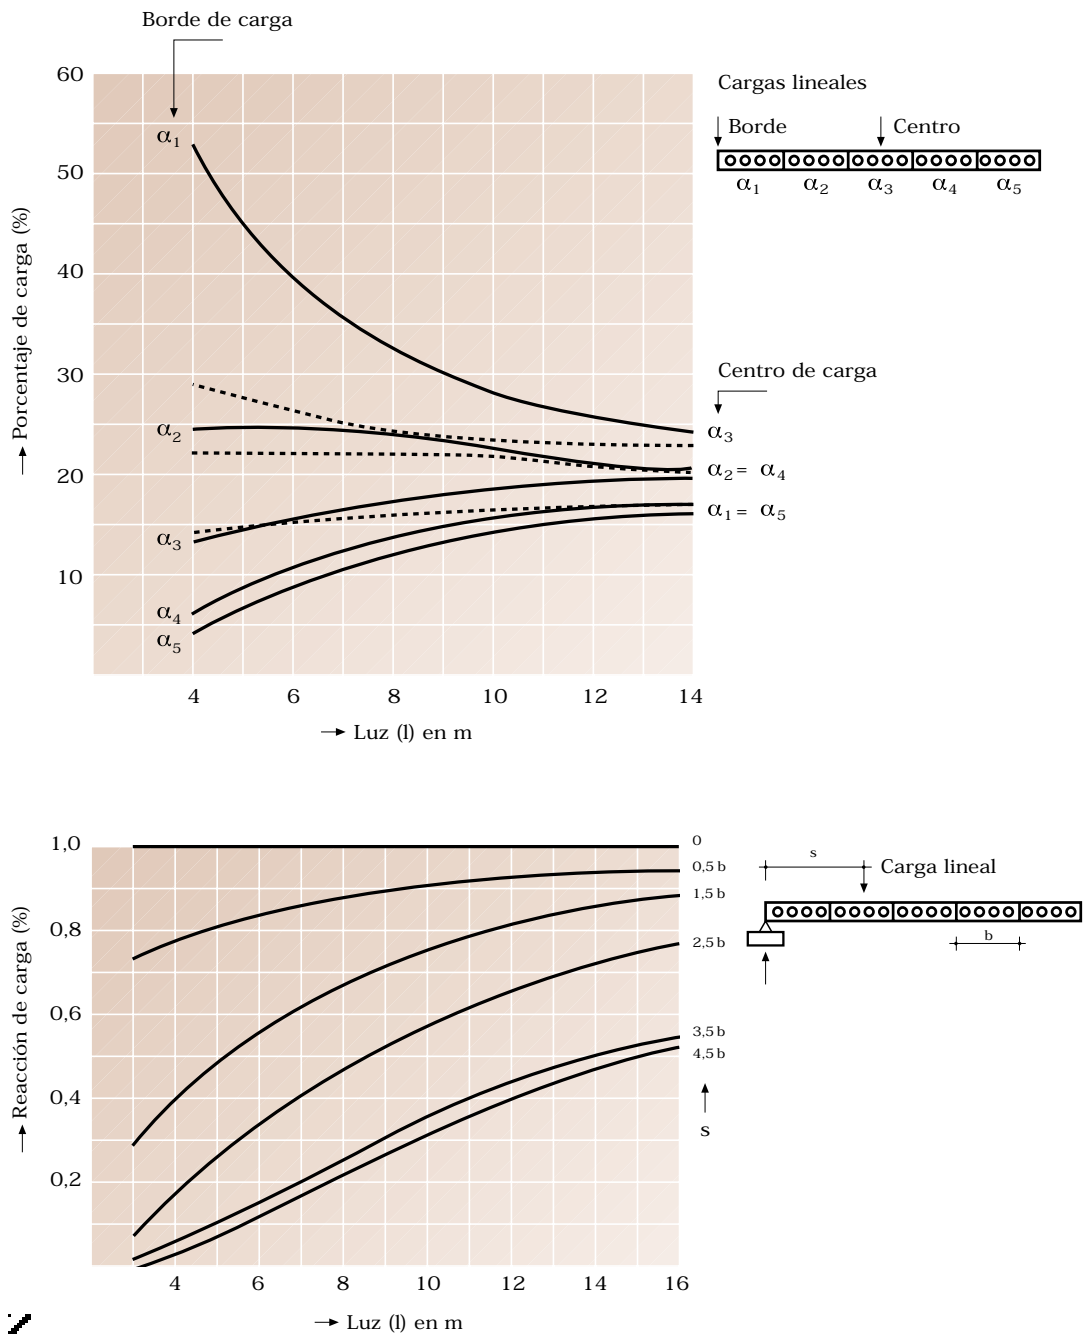 Borde de carga
60
50
40
30
20
10
Porcentaje de carga (%)
α1
α2
α3
α4
α5
4 6 8 10 12 14
Luz (l) en m
Cargas lineales
Borde Centro
α1 α2 α3 α4 α5
Centro de carga
α3
α2 = α4
α1 = α5
1,0
0,8
0,6
0,4
0,2
Reacción de carga (%)
4 6 8 10 12 14 16
Luz (l) en m
0
0,5 b
1,5 b
2,5 b
3,5 b
4,5 b
s
s
Carga lineal
b